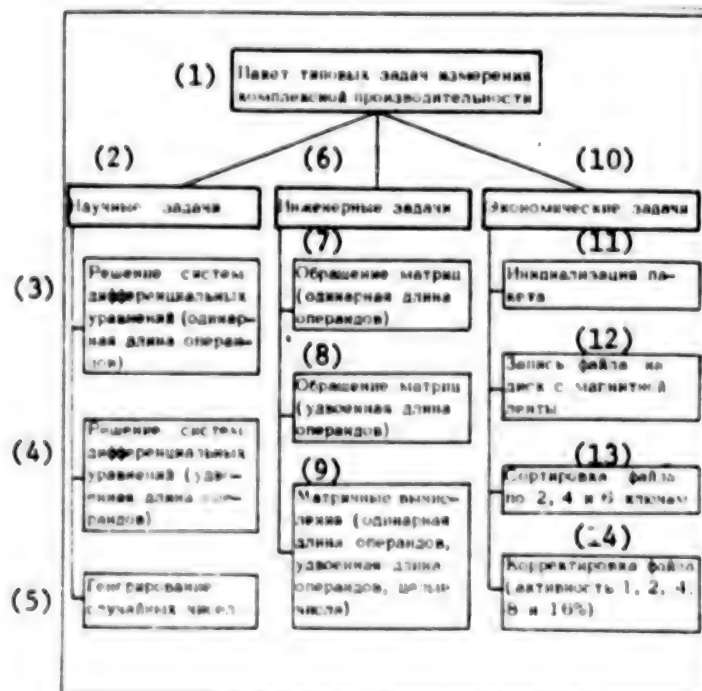 (1)
Пакет типовых задач измерения
комплексной производительности
(2)
Научные задачи
(3)
Решение систем
дифференциальных
уравнений (одинар-
ная длина операн-
дов)
(4)
Решение систем
дифференциальных
уравнений (удво-
енная длина опе-
рандов)
(5)
Генерирование
случайных чисел
(6)
Инженерные задачи
(7)
Обращение матриц
(одинарная длина
операндов)
(8)
Обращение матриц
(удвоенная длина
операндов)
(9)
Матричные вычис-
ления (одинарная
длина операндов,
удвоенная длина
операндов, целые
числа)
(10)
Экономические задачи
(11)
Инициализация па-
кета
(12)
Запись файла на
диск с магнитной
ленты
(13)
Сортировка файла
по 2, 4 и 6 ключам
(14)
Корректировка файла
(активность 1, 2, 4,
8 и 16%)